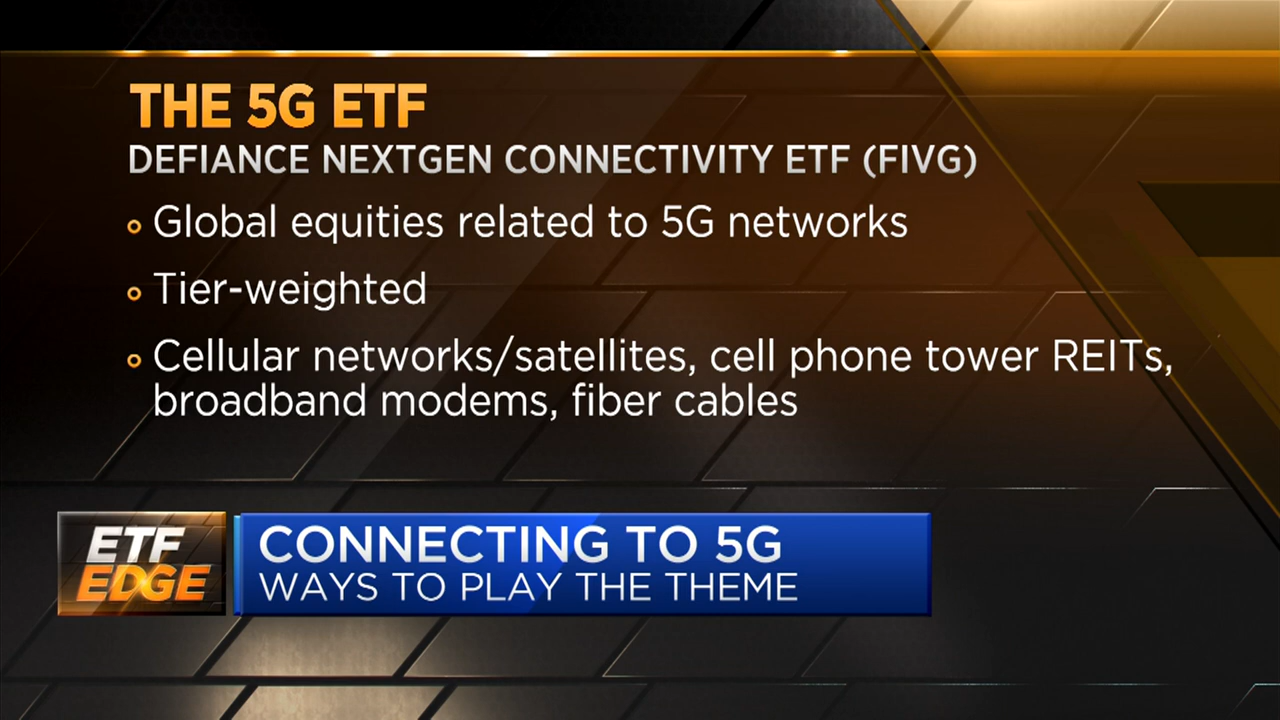 THE 5G ETF
DEFIANCE NEXTGEN CONNECTIVITY ETF (FIVG)
Global equities related to 5G networks
Tier-weighted
Cellular networks/satellites, cell phone tower REITs,
broadband modems, fiber cables
ETF
EDGE
CONNECTING TO 5G
WAYS TO PLAY THE THEME